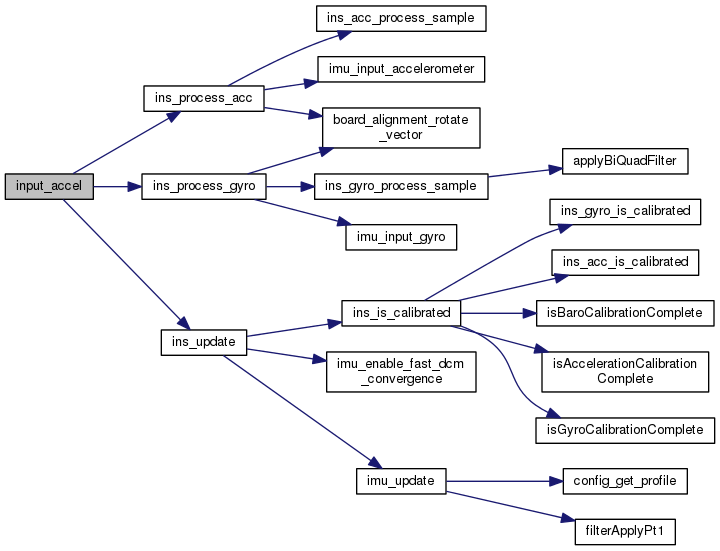 ins_acc_process_sample
imu_input_accelerometer
ins_process_acc
board_alignment_rotate
_vector
applyBiQuadFilter
input_accel
ins_process_gyro
ins_gyro_process_sample
ins_gyro_is_calibrated
imu_input_gyro
ins_acc_is_calibrated
ins_is_calibrated
isBaroCalibrationComplete
ins_update
imu_enable_fast_dcm
_convergence
isAccelerationCalibration
Complete
isGyroCalibrationComplete
imu_update
config_get_profile
filterApplyPt1